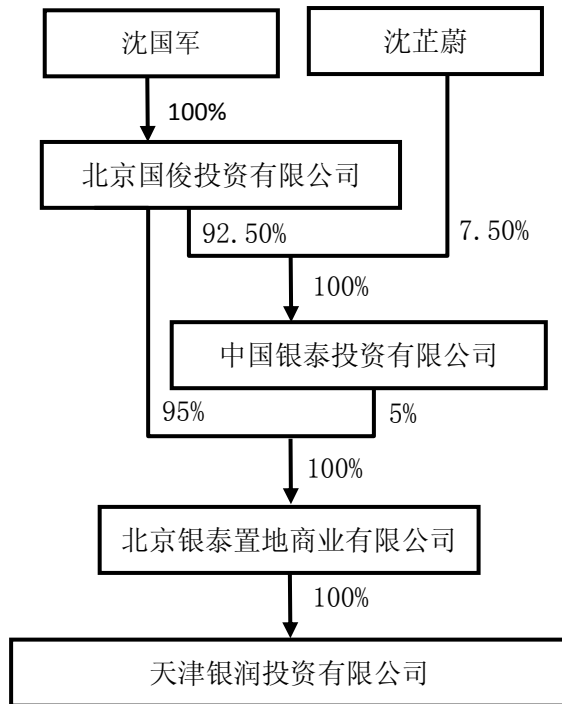 沈国军
沈芷蔚
100%
北京国俊投资有限公司
92.50%
7.50%
100%
中国银泰投资有限公司
95%
5%
100%
北京银泰置地商业有限公司
100%
天津银润投资有限公司